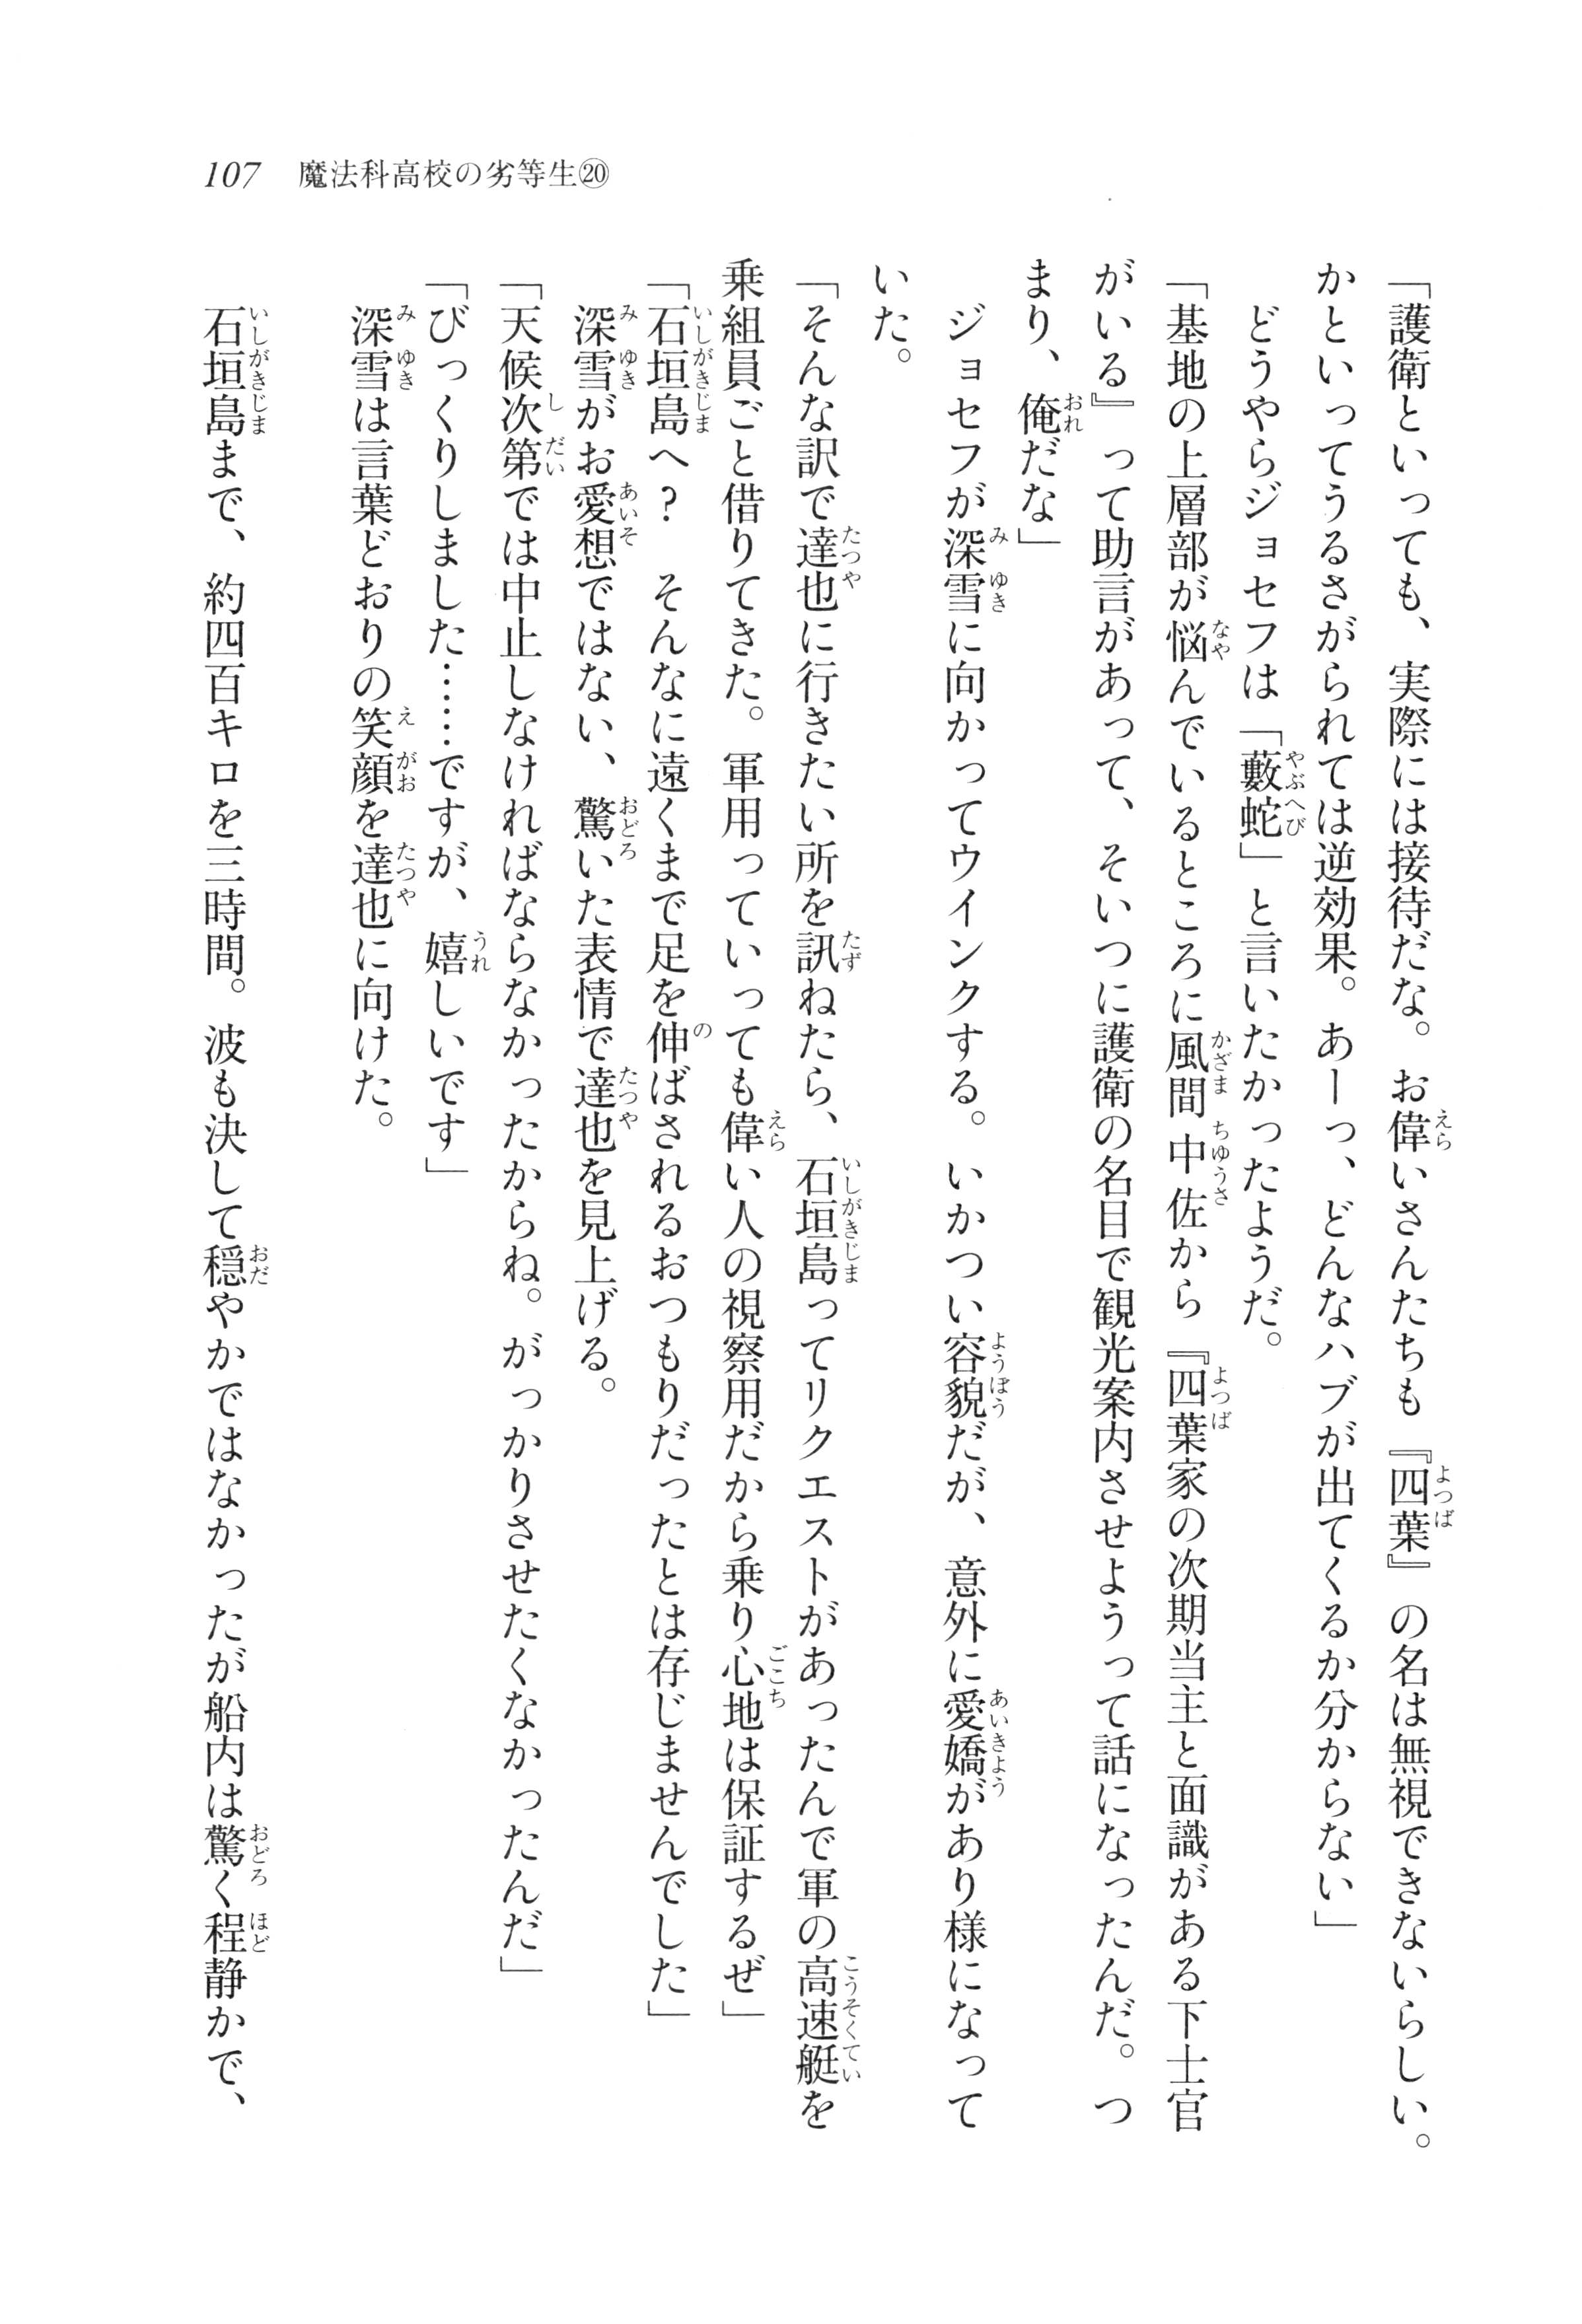 107 魔法科高校の劣等生⑳
「護衛といっても、実際には接待だな。お偉いさんたちも『四葉』の名は無視できないらしい。
かといってうるさがられては逆効果。あーっ、どんなハブが出てくるか分からない」
どうやらジョセフは「藪蛇」と言いたかったようだ。
「基地の上層部が悩んでいるところに風間中佐から『四葉家の次期当主と面識がある下士官
がいる』って助言があって、そいつに護衛の名目で観光案内させようって話になったんだ。つ
まり、俺だな」
ジョセフが深雪に向かってウインクする。いかつい容貌だが、意外に愛嬌があり様になって
いた。
「そんな訳で達也に行きたい所を訊ねたら、石垣島ってリクエストがあったんで軍の高速艇を
乗組員ごと借りてきた。軍用っていっても偉い人の視察用だから乗り心地は保証するぜ」
「石垣島へ？　そんなに遠くまで足を伸ばされるおつもりだったとは存じませんでした」
深雪がお愛想ではない、驚いた表情で達也を見上げる。
「天候次第では中止しなければならなかったからね。がっかりさせたくなかったんだ」
「びっくりしました……ですが、嬉しいです」
深雪は言葉どおりの笑顔を達也に向けた。
石垣島まで、約四百キロを三時間。波も決して穏やかではなかったが船内は驚く程静かで、